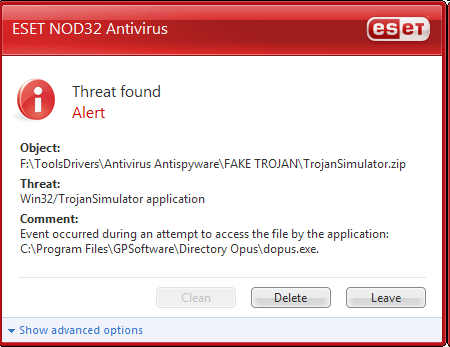 ESET NOD32 Antivirus
eseT
Threat found
Alert
Object:
F:\ToolsDrivers\Antivirus Antispyware\FAKE TROJAN\TrojanSimulator.zip
Threat:
Win32/TrojanSimulator application
Comment:
Event occurred during an attempt to access the file by the application:
C:\Program Files\GPSoftware\Directory Opus\dopus.exe.
Clean
Delete
Leave
Show advanced options